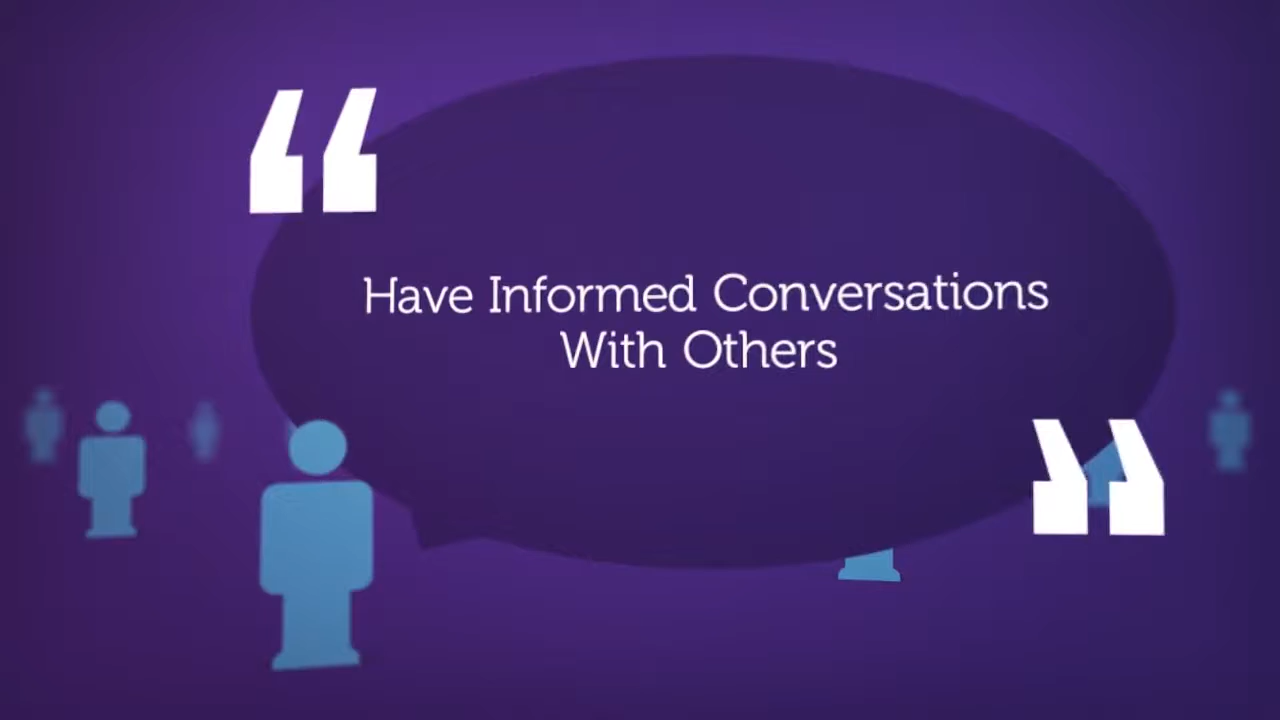 “
Have Informed Conversations
With Others
”